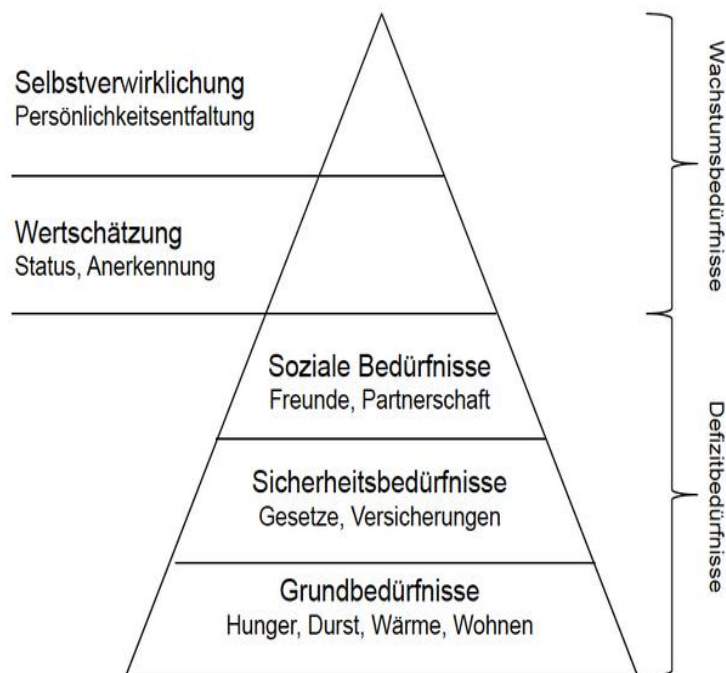 Selbstverwirklichung
Persönlichkeitsentfaltung
Wertschätzung
Status, Anerkennung
Soziale Bedürfnisse
Freunde, Partnerschaft
Sicherheitsbedürfnisse
Gesetze, Versicherungen
Grundbedürfnisse
Hunger, Durst, Wärme, Wohnen
Wachstumsbedürfnisse
Defizitbedürfnisse